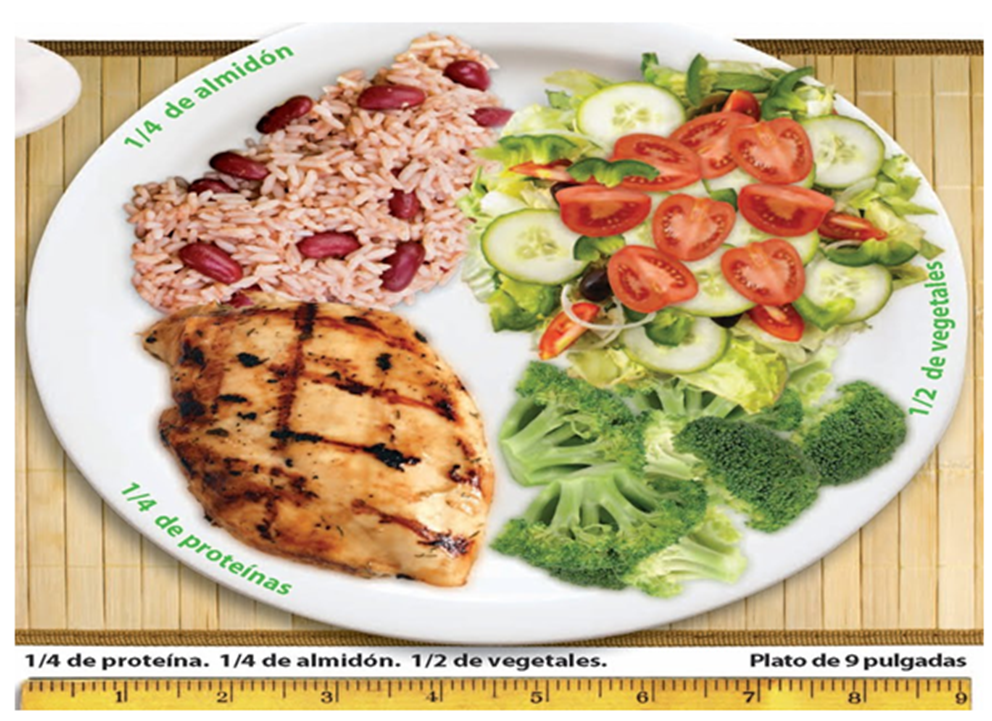 1/4 de almidón
1/2 de vegetales
1/4 de proteínas
1/4 de proteína. 1/4 de almidón. 1/2 de vegetales.
Plato de 9 pulgadas
1 2 3 4 5 6 7 8 9